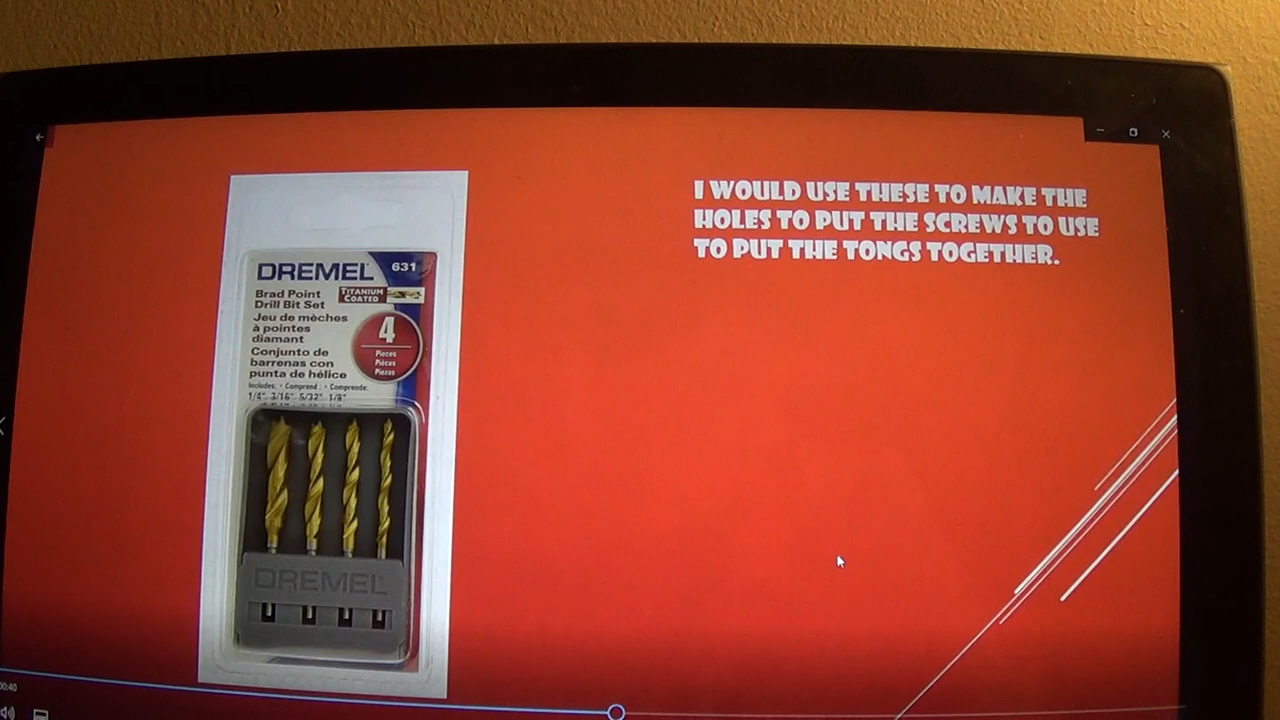 I WOULD USE THESE TO MAKE THE
HOLES TO PUT THE SCREWS TO USE
TO PUT THE TONGS TOGETHER.
DREMEL 631
Brad Point
Drill Bit Set
TITANIUM
COATED
Jeu de mèches
à pointes
diamant
Conjunto de
barrenas con
punta de hélice
4
Pieces
Pièces
Piezas
Includes: • Comprend : • Comprende:
1/4" 3/16" 5/32" 1/8"
DREMEL
00:40